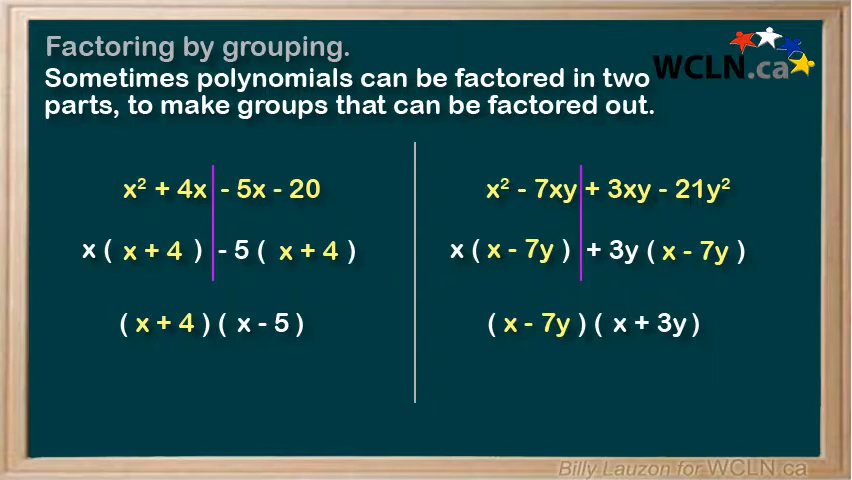 Factoring by grouping.
Sometimes polynomials can be factored in two
parts, to make groups that can be factored out.
WCLN.ca
x² + 4x - 5x - 20
x ( x + 4 ) - 5 ( x + 4 )
( x + 4 ) ( x - 5 )
x² - 7xy + 3xy - 21y²
x ( x - 7y ) + 3y ( x - 7y )
( x - 7y ) ( x + 3y )
Billy Lauzon for WCLN.ca